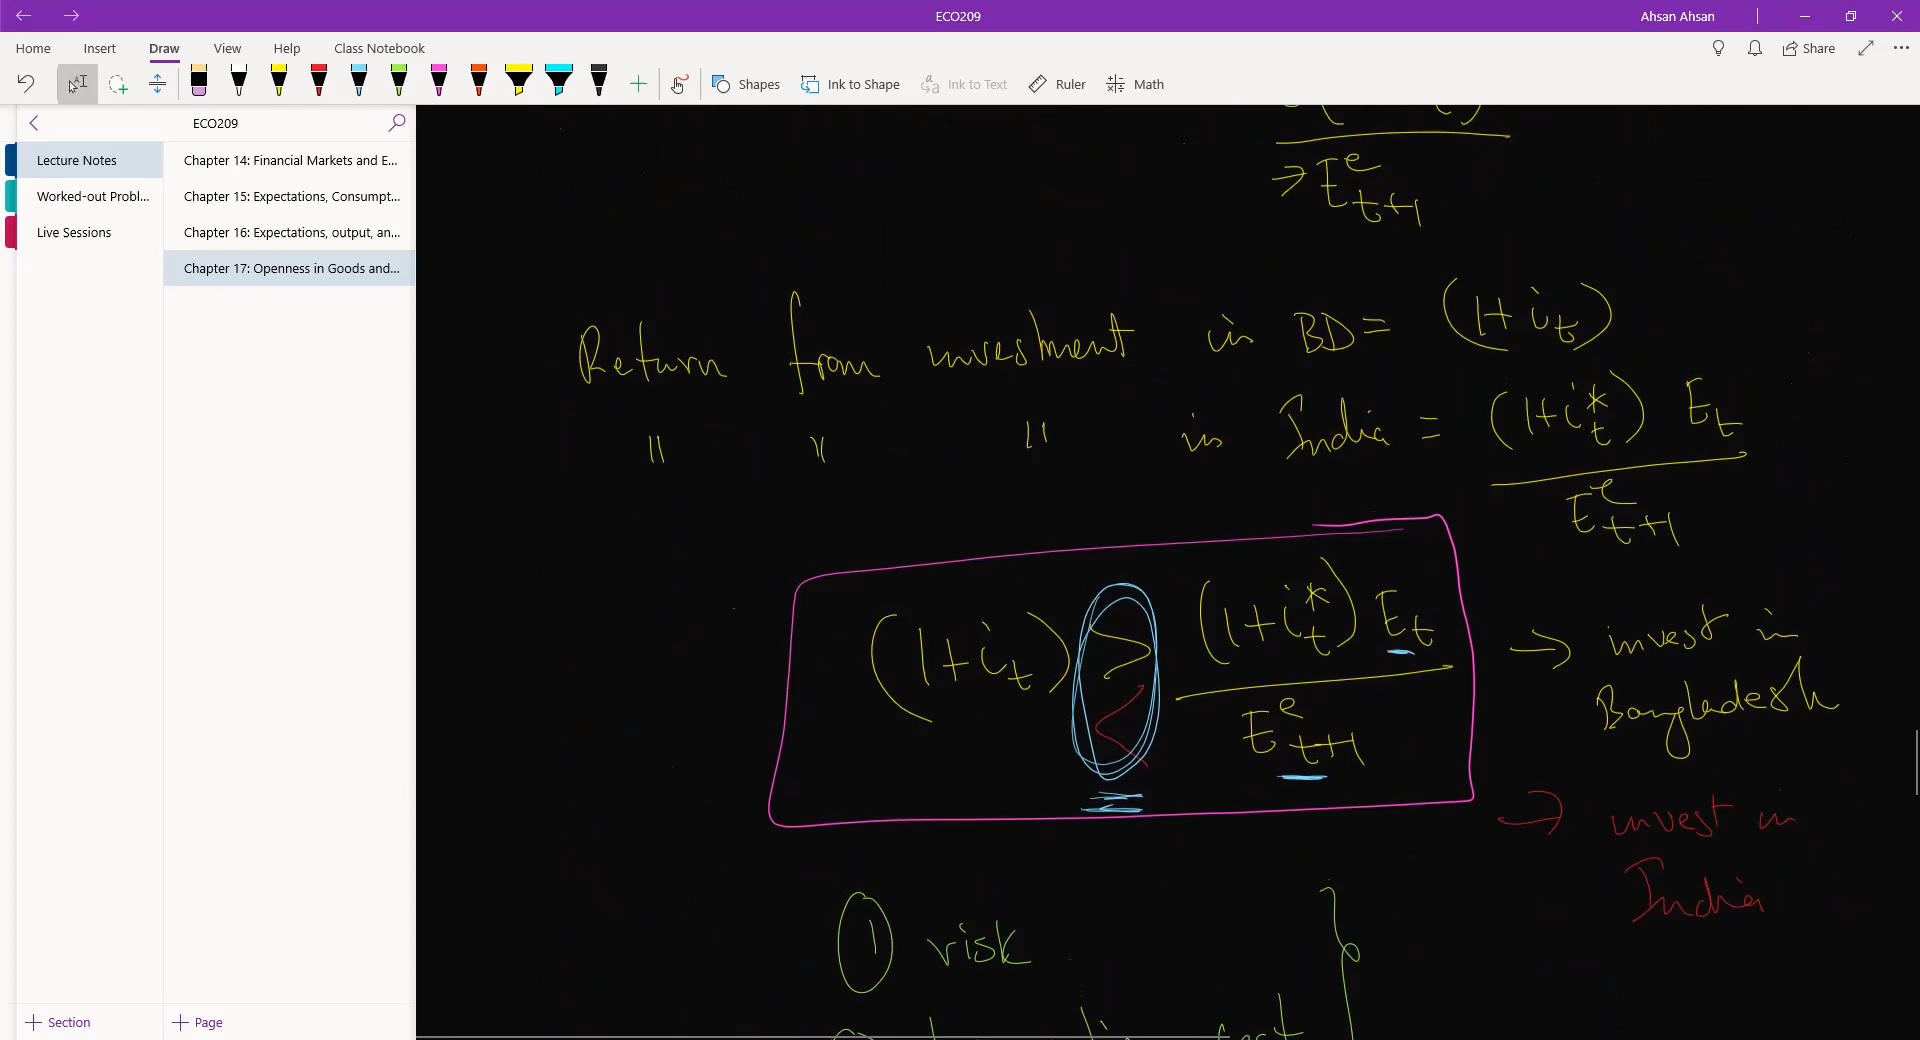 ECO209
Ahsan Ahsan
Home Insert Draw View Help Class Notebook
Share
Shapes Ink to Shape Ink to Text Ruler Math
ECO209
Lecture Notes
Worked-out Probl...
Live Sessions
Chapter 14: Financial Markets and E...
Chapter 15: Expectations, Consumpt...
Chapter 16: Expectations, output, an...
Chapter 17: Openness in Goods and...
→ E^e_{t+1}
Return from investment in BD = (1+i_t)
" " " in India = (1+i*_t) E_t / E^e_{t+1}
(1+i_t) > < (1+i*_t) E_t / E^e_{t+1} → invest in
Bangladesh
→ invest in
India
1 risk
+ Section
+ Page